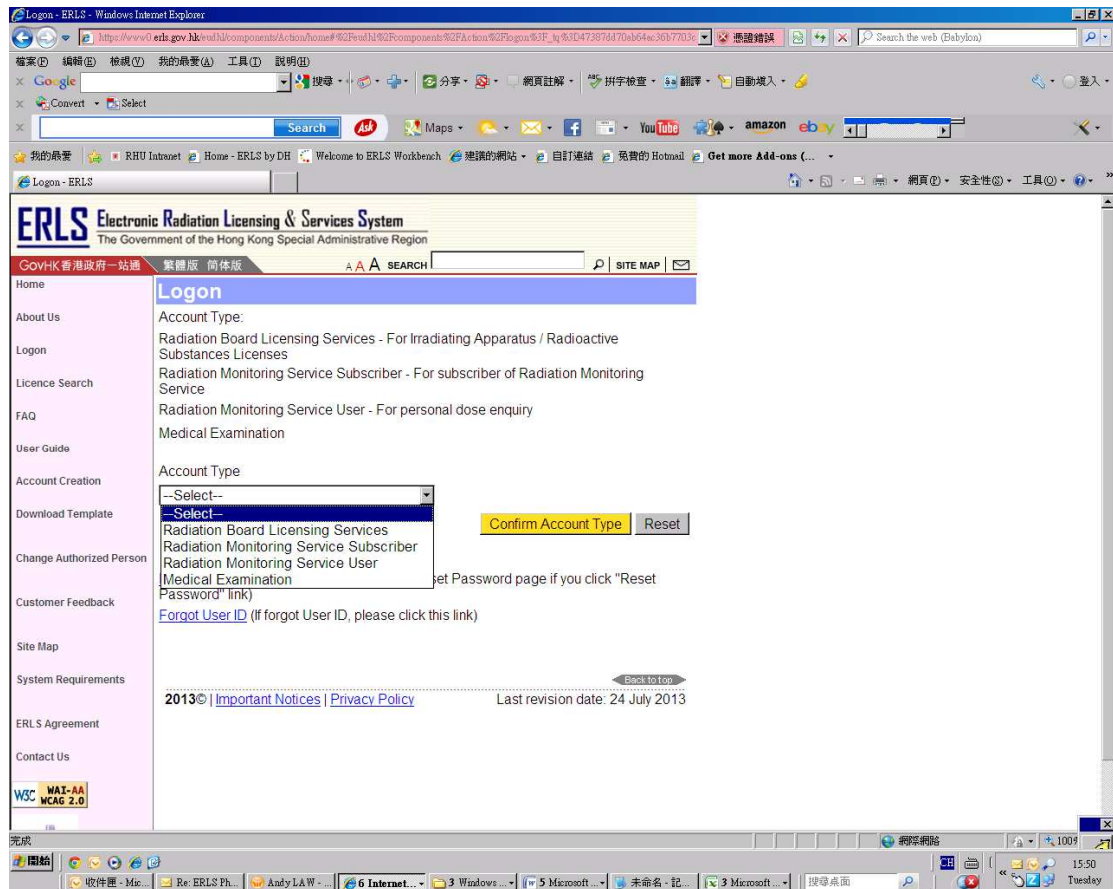 Logon - ERLS - Windows Internet Explorer
憑證錯誤
Search the web (Babylon)
檔案(F) 編輯(E) 檢視(V) 我的最愛(A) 工具(T) 說明(H)
Google 搜尋 分享 網頁註解 拼字檢查 翻譯 自動填入 登入
Convert Select
Search Ask Maps YouTube amazon ebay
我的最愛 RHU Intranet Home - ERLS by DH Welcome to ERLS Workbench 建議的網站 自訂連結 免費的 Hotmail Get more Add-ons (...
Logon - ERLS
網頁(P) 安全性(S) 工具(O)
ERLS Electronic Radiation Licensing & Services System
The Government of the Hong Kong Special Administrative Region
GovHK香港政府一站通 繁體版 简体版 A A A SEARCH SITE MAP
Home
About Us
Logon
Licence Search
FAQ
User Guide
Account Creation
Download Template
Change Authorized Person
Customer Feedback
Site Map
System Requirements
ERLS Agreement
Contact Us
W3C WAI-AA
WCAG 2.0
Logon
Account Type:
Radiation Board Licensing Services - For Irradiating Apparatus / Radioactive
Substances Licenses
Radiation Monitoring Service Subscriber - For subscriber of Radiation Monitoring
Service
Radiation Monitoring Service User - For personal dose enquiry
Medical Examination
Account Type
--Select--
--Select--
Radiation Board Licensing Services
Radiation Monitoring Service Subscriber
Radiation Monitoring Service User
Medical Examination
Confirm Account Type Reset
set Password page if you click "Reset
Password" link)
Forgot User ID (If forgot User ID, please click this link)
Back to top
2013© | Important Notices | Privacy Policy Last revision date: 24 July 2013
完成 網際網路
開始 CH 15:50
收件匣 - Mic... Re: ERLS Ph... Andy LAW - ... 6 Internet... 3 Windows ... 5 Microsoft ... 未命名 - 記... 3 Microsoft ... 搜尋桌面 Tuesday